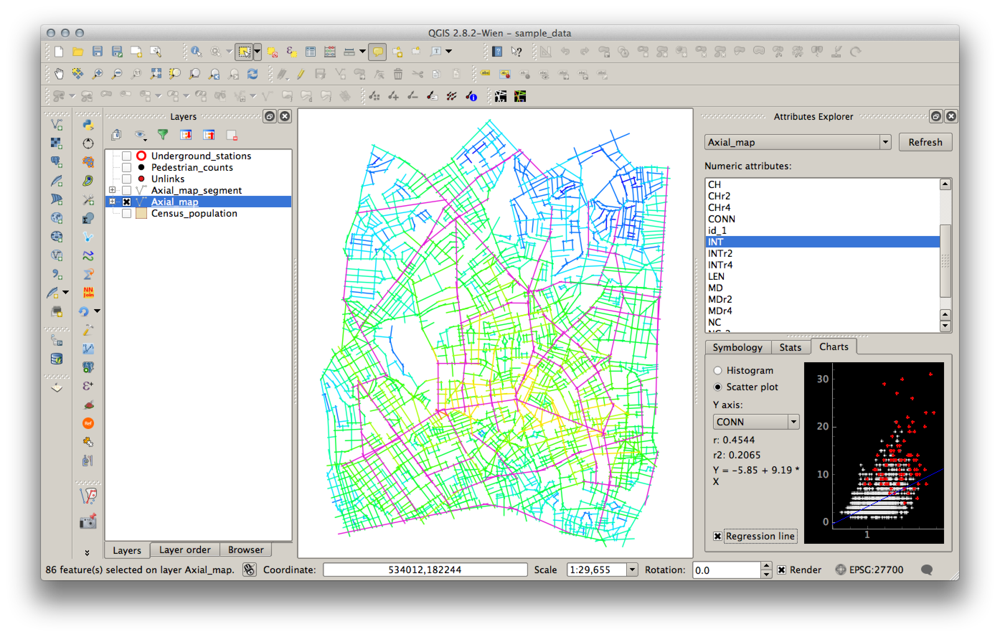 QGIS 2.8.2-Wien - sample_data
Layers
Underground_stations
Pedestrian_counts
Unlinks
Axial_map_segment
Axial_map
Census_population
NN
Join
Ref
Layers
Layer order
Browser
Attributes Explorer
Axial_map
Refresh
Numeric attributes:
CH
CHr2
CHr4
CONN
id_1
INT
INTr2
INTr4
LEN
MD
MDr2
MDr4
NC
Symbology
Stats
Charts
Histogram
Scatter plot
Y axis:
CONN
r: 0.4544
r2: 0.2065
Y = -5.85 + 9.19 *
X
Regression line
30
20
10
0
1
86 feature(s) selected on layer Axial_map.
Coordinate:
534012,182244
Scale
1:29,655
Rotation:
0.0
Render
EPSG:27700